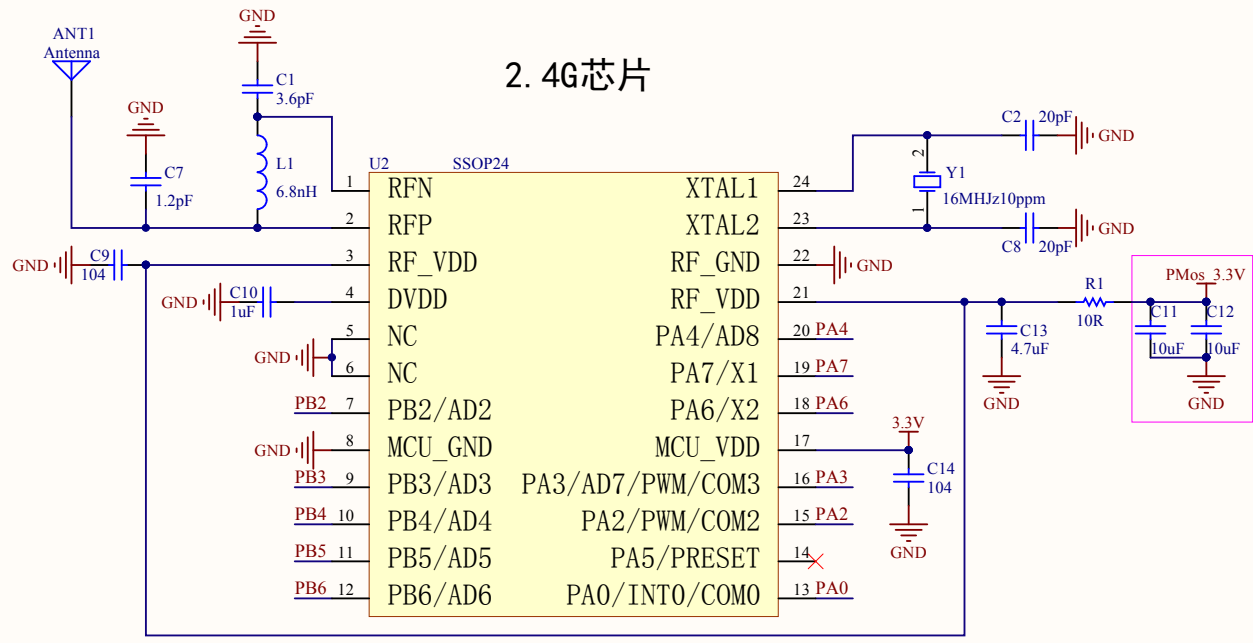 2.4G芯片
ANT1
Antenna
GND
C1
3.6pF
GND
C7
1.2pF
L1
6.8nH
U2
SSOP24
1 RFN
2 RFP
3 RF_VDD
4 DVDD
5 NC
6 NC
PB2 7 PB2/AD2
8 MCU_GND
PB3 9 PB3/AD3
PB4 10 PB4/AD4
PB5 11 PB5/AD5
PB6 12 PB6/AD6
GND
C9
104
GND
C10
1uF
GND
GND
XTAL1 24
XTAL2 23
RF_GND 22 GND
RF_VDD 21
PA4/AD8 20 PA4
PA7/X1 19 PA7
PA6/X2 18 PA6
MCU_VDD 17
PA3/AD7/PWM/COM3 16 PA3
PA2/PWM/COM2 15 PA2
PA5/PRESET 14
PA0/INT0/COM0 13 PA0
C2 20pF
GND
2
Y1
16MHJz10ppm
1
C8 20pF
GND
R1
10R
C13
4.7uF
GND
PMos_3.3V
C11
10uF
C12
10uF
GND
3.3V
C14
104
GND